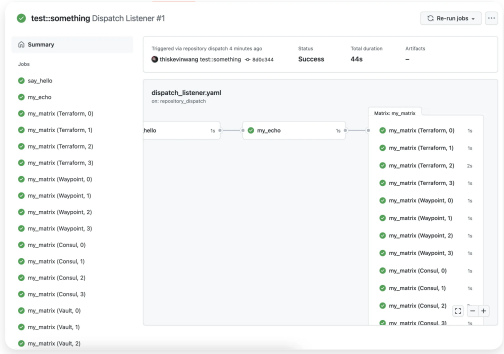 test::something Dispatch Listener #1
Re-run jobs
Summary
Jobs
say_hello
my_echo
my_matrix (Terraform, 0)
my_matrix (Terraform, 1)
my_matrix (Terraform, 2)
my_matrix (Terraform, 3)
my_matrix (Waypoint, 0)
my_matrix (Waypoint, 1)
my_matrix (Waypoint, 2)
my_matrix (Waypoint, 3)
my_matrix (Consul, 0)
my_matrix (Consul, 1)
my_matrix (Consul, 2)
my_matrix (Consul, 3)
my_matrix (Vault, 0)
my_matrix (Vault, 1)
my_matrix (Vault, 2)
Triggered via repository dispatch 4 minutes ago
thiskevinwang test::something 8d0c344
Status
Success
Total duration
44s
Artifacts
–
dispatch_listener.yaml
on: repository_dispatch
hello 1s
my_echo 1s
Matrix: my_matrix
my_matrix (Terraform, 0) 1s
my_matrix (Terraform, 1) 1s
my_matrix (Terraform, 2) 2s
my_matrix (Terraform, 3) 1s
my_matrix (Waypoint, 0) 1s
my_matrix (Waypoint, 1) 1s
my_matrix (Waypoint, 2) 1s
my_matrix (Waypoint, 3) 1s
my_matrix (Consul, 0) 1s
my_matrix (Consul, 1) 1s
my_matrix (Consul, 2)
my_matrix (Consul, 3) 1s